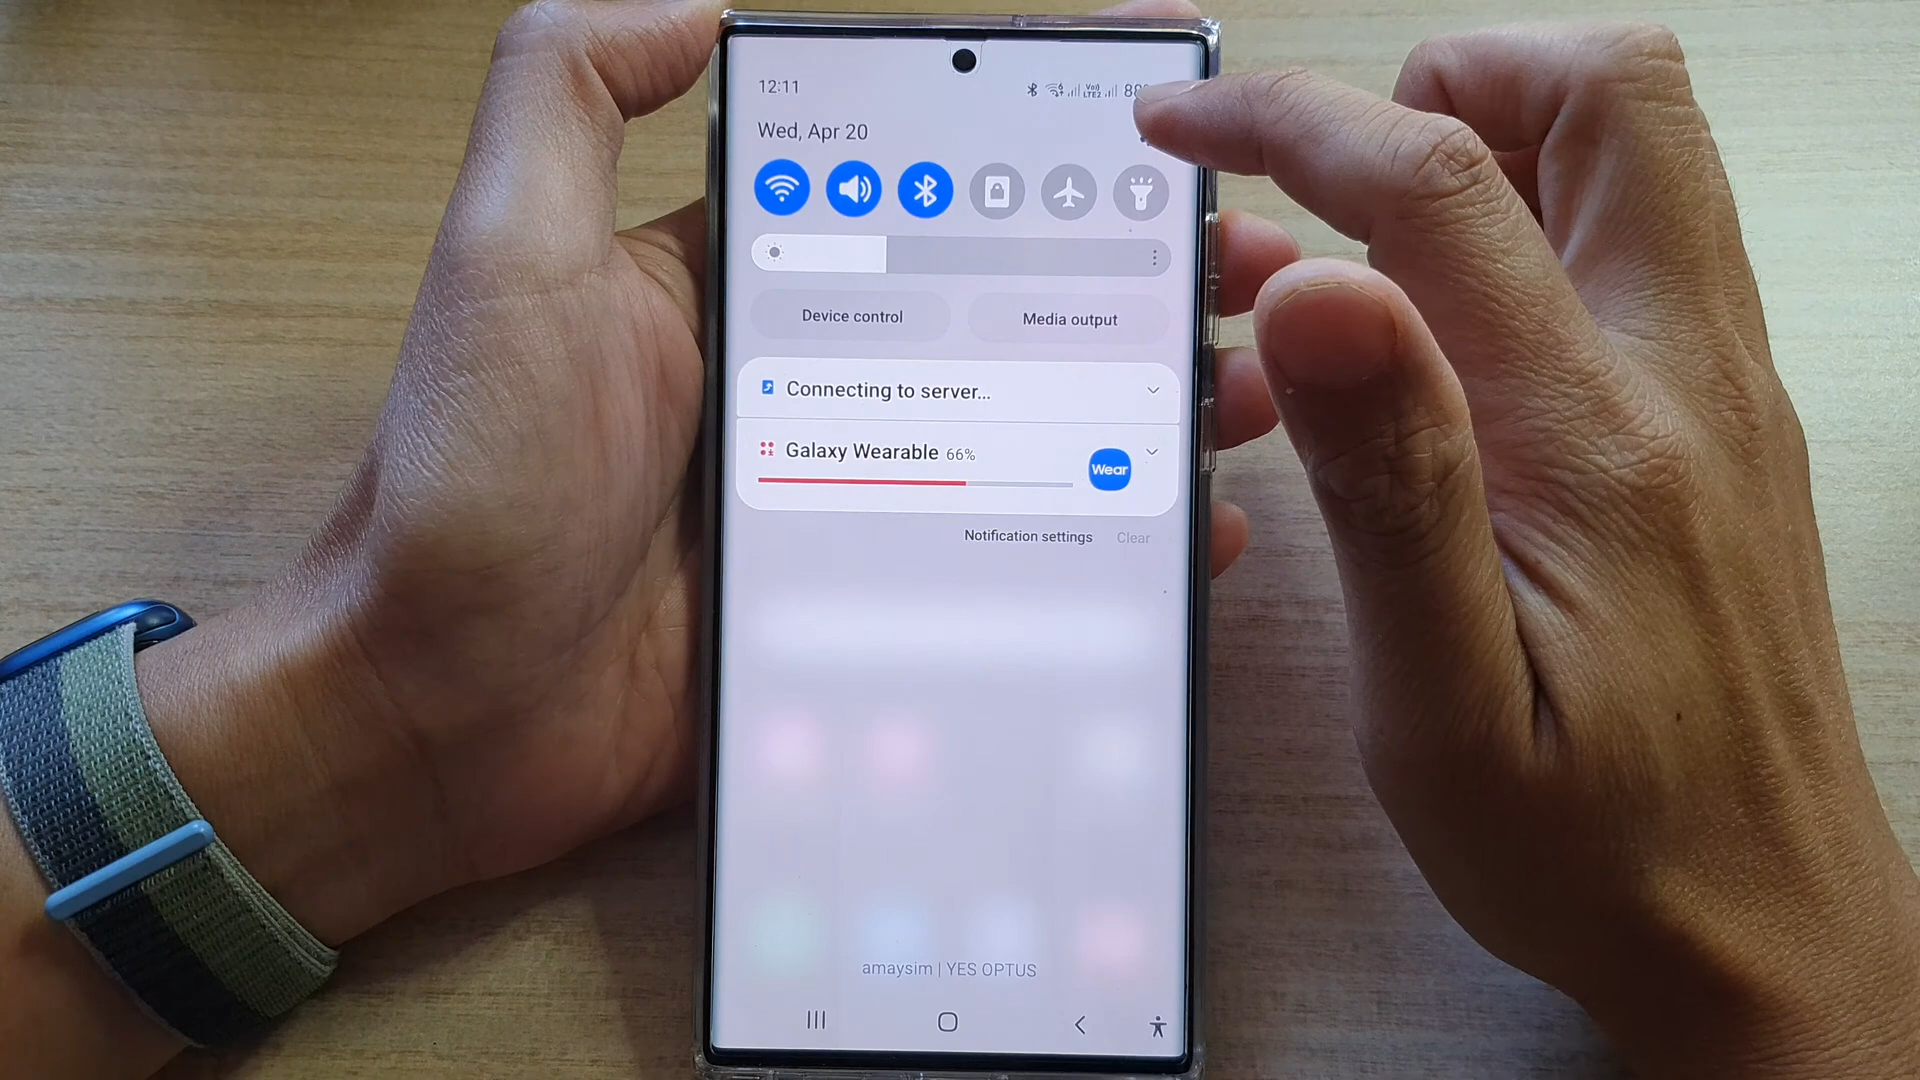 12:11
Wed, Apr 20
Device control
Media output
Connecting to server...
Galaxy Wearable 66%
Wear
Notification settings
Clear
amaysim | YES OPTUS